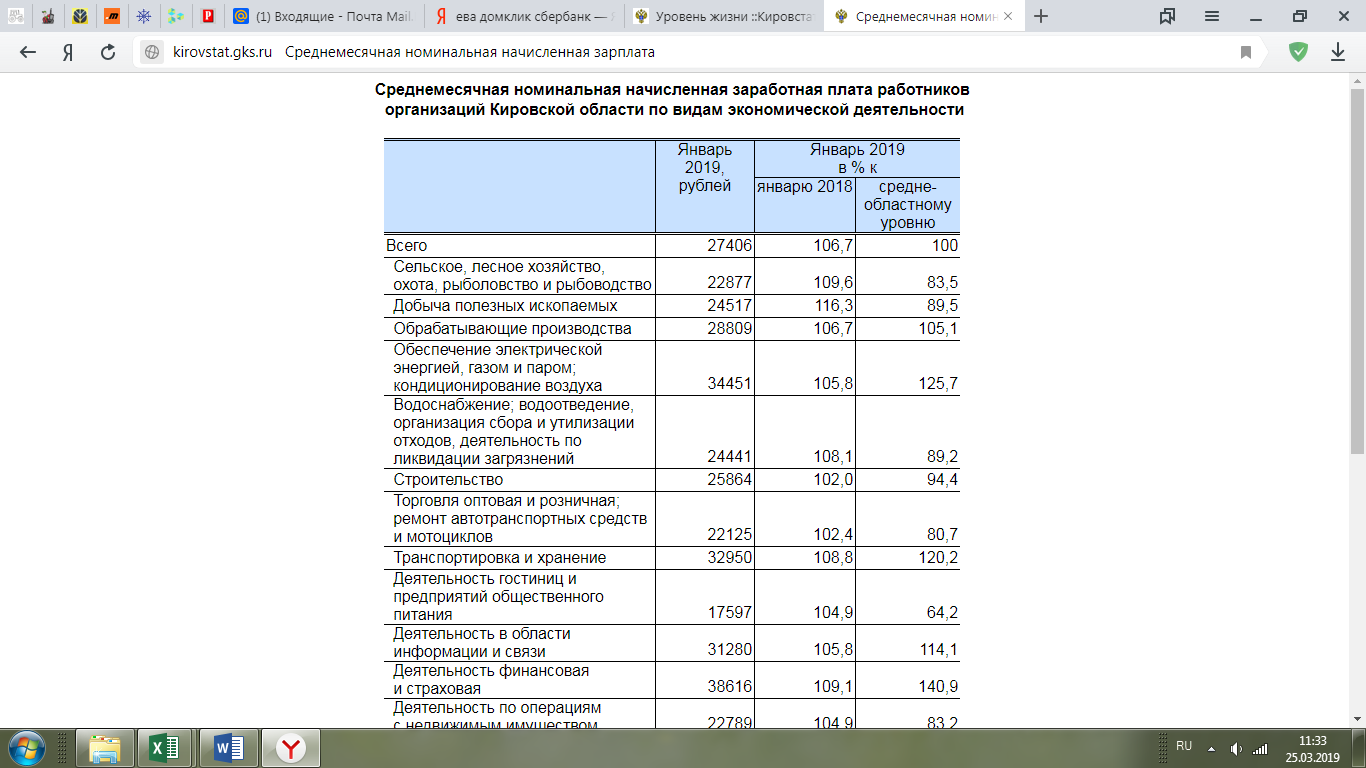 (1) Входящие - Почта Mail.
ева домклик сбербанк —
Уровень жизни ::Кировста
Среднемесячная номин
kirovstat.gks.ru Среднемесячная номинальная начисленная зарплата
Среднемесячная номинальная начисленная заработная плата работников
организаций Кировской области по видам экономической деятельности
Январь
2019,
рублей
Январь 2019
в % к
январю 2018
средне-
областному
уровню
Всего 27406 106,7 100
Сельское, лесное хозяйство,
охота, рыболовство и рыбоводство 22877 109,6 83,5
Добыча полезных ископаемых 24517 116,3 89,5
Обрабатывающие производства 28809 106,7 105,1
Обеспечение электрической
энергией, газом и паром;
кондиционирование воздуха 34451 105,8 125,7
Водоснабжение; водоотведение,
организация сбора и утилизации
отходов, деятельность по
ликвидации загрязнений 24441 108,1 89,2
Строительство 25864 102,0 94,4
Торговля оптовая и розничная;
ремонт автотранспортных средств
и мотоциклов 22125 102,4 80,7
Транспортировка и хранение 32950 108,8 120,2
Деятельность гостиниц и
предприятий общественного
питания 17597 104,9 64,2
Деятельность в области
информации и связи 31280 105,8 114,1
Деятельность финансовая
и страховая 38616 109,1 140,9
Деятельность по операциям
с недвижимым имуществом 22789 104,9 83,2
RU
11:33
25.03.2019